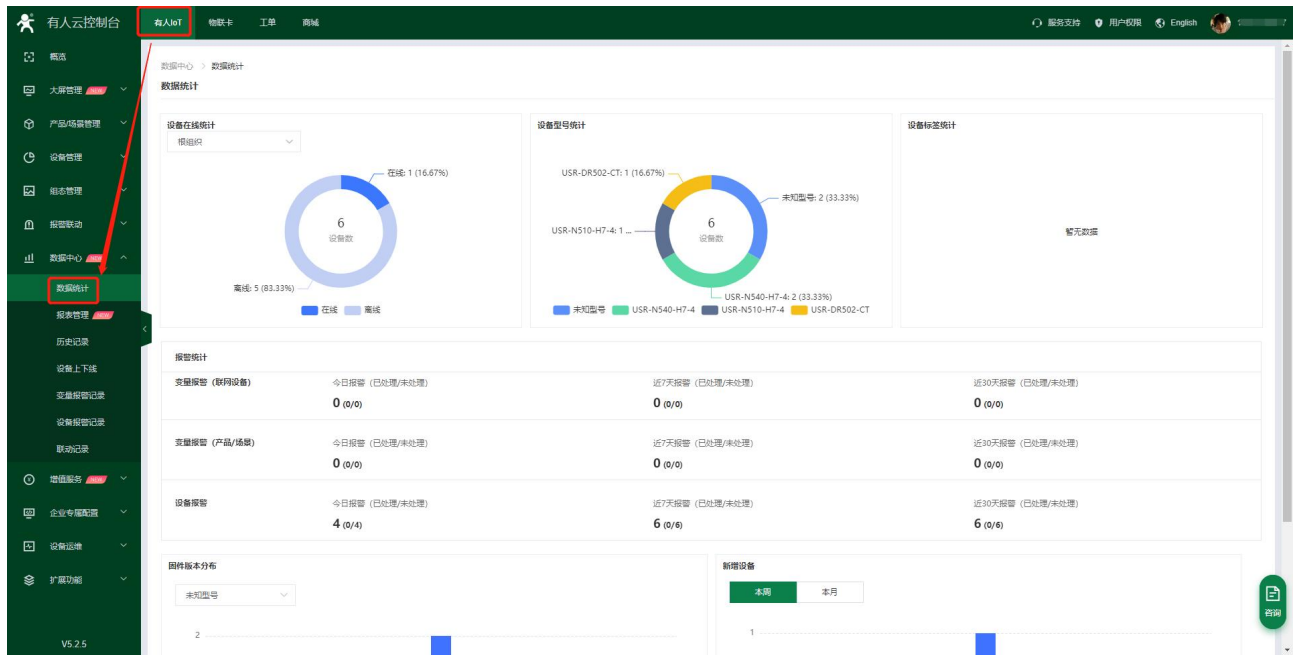 有人云控制台
有人IoT 物联卡 工单 商城
服务支持 用户权限 English
概览
大屏管理 NEW
产品/场景管理
设备管理
组态管理
报警联动
数据中心 NEW
数据统计
报表管理 NEW
历史记录
设备上下线
变量报警记录
设备报警记录
联动记录
增值服务 NEW
企业专属配置
设备运维
扩展功能
V5.2.5
数据中心 > 数据统计
数据统计
设备在线统计
根组织
在线: 1 (16.67%)
6
设备数
离线: 5 (83.33%)
在线 离线
设备型号统计
USR-DR502-CT: 1 (16.67%)
未知型号: 2 (33.33%)
USR-N510-H7-4: 1 ...
6
设备数
USR-N540-H7-4: 2 (33.33%)
未知型号 USR-N540-H7-4 USR-N510-H7-4 USR-DR502-CT
设备标签统计
暂无数据
报警统计
变量报警 (联网设备) 今日报警 (已处理/未处理) 近7天报警 (已处理/未处理) 近30天报警 (已处理/未处理)
0 (0/0) 0 (0/0) 0 (0/0)
变量报警 (产品/场景) 今日报警 (已处理/未处理) 近7天报警 (已处理/未处理) 近30天报警 (已处理/未处理)
0 (0/0) 0 (0/0) 0 (0/0)
设备报警 今日报警 (已处理/未处理) 近7天报警 (已处理/未处理) 近30天报警 (已处理/未处理)
4 (0/4) 6 (0/6) 6 (0/6)
固件版本分布
未知型号
2
新增设备
本周 本月
1
咨询